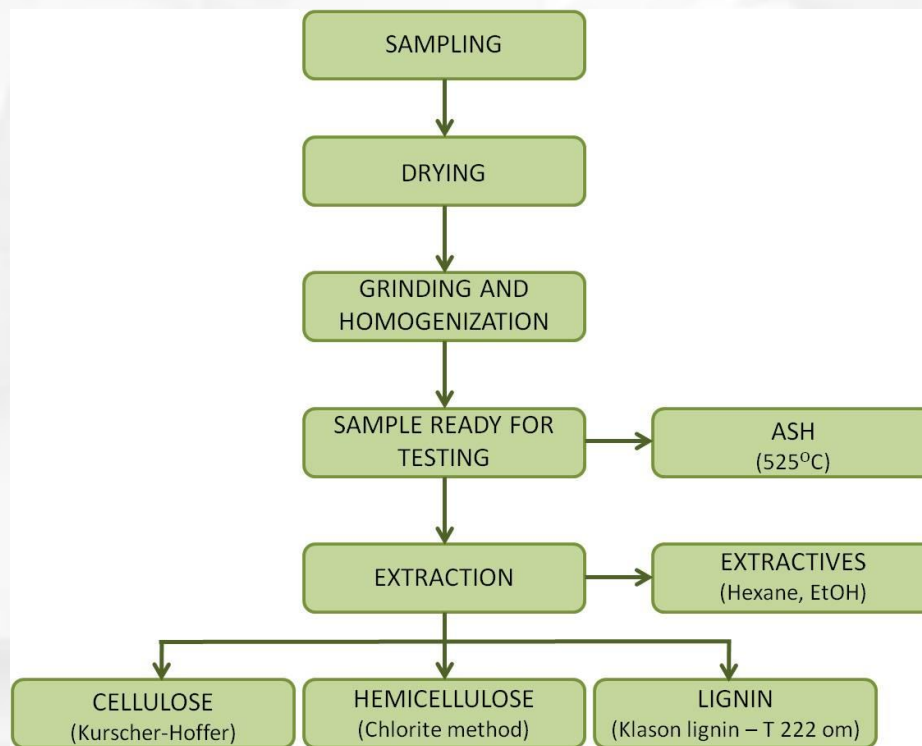 SAMPLING
DRYING
GRINDING AND
HOMOGENIZATION
SAMPLE READY FOR
TESTING
ASH
(525⁰C)
EXTRACTION
EXTRACTIVES
(Hexane, EtOH)
CELLULOSE
(Kurscher-Hoffer)
HEMICELLULOSE
(Chlorite method)
LIGNIN
(Klason lignin – T 222 om)